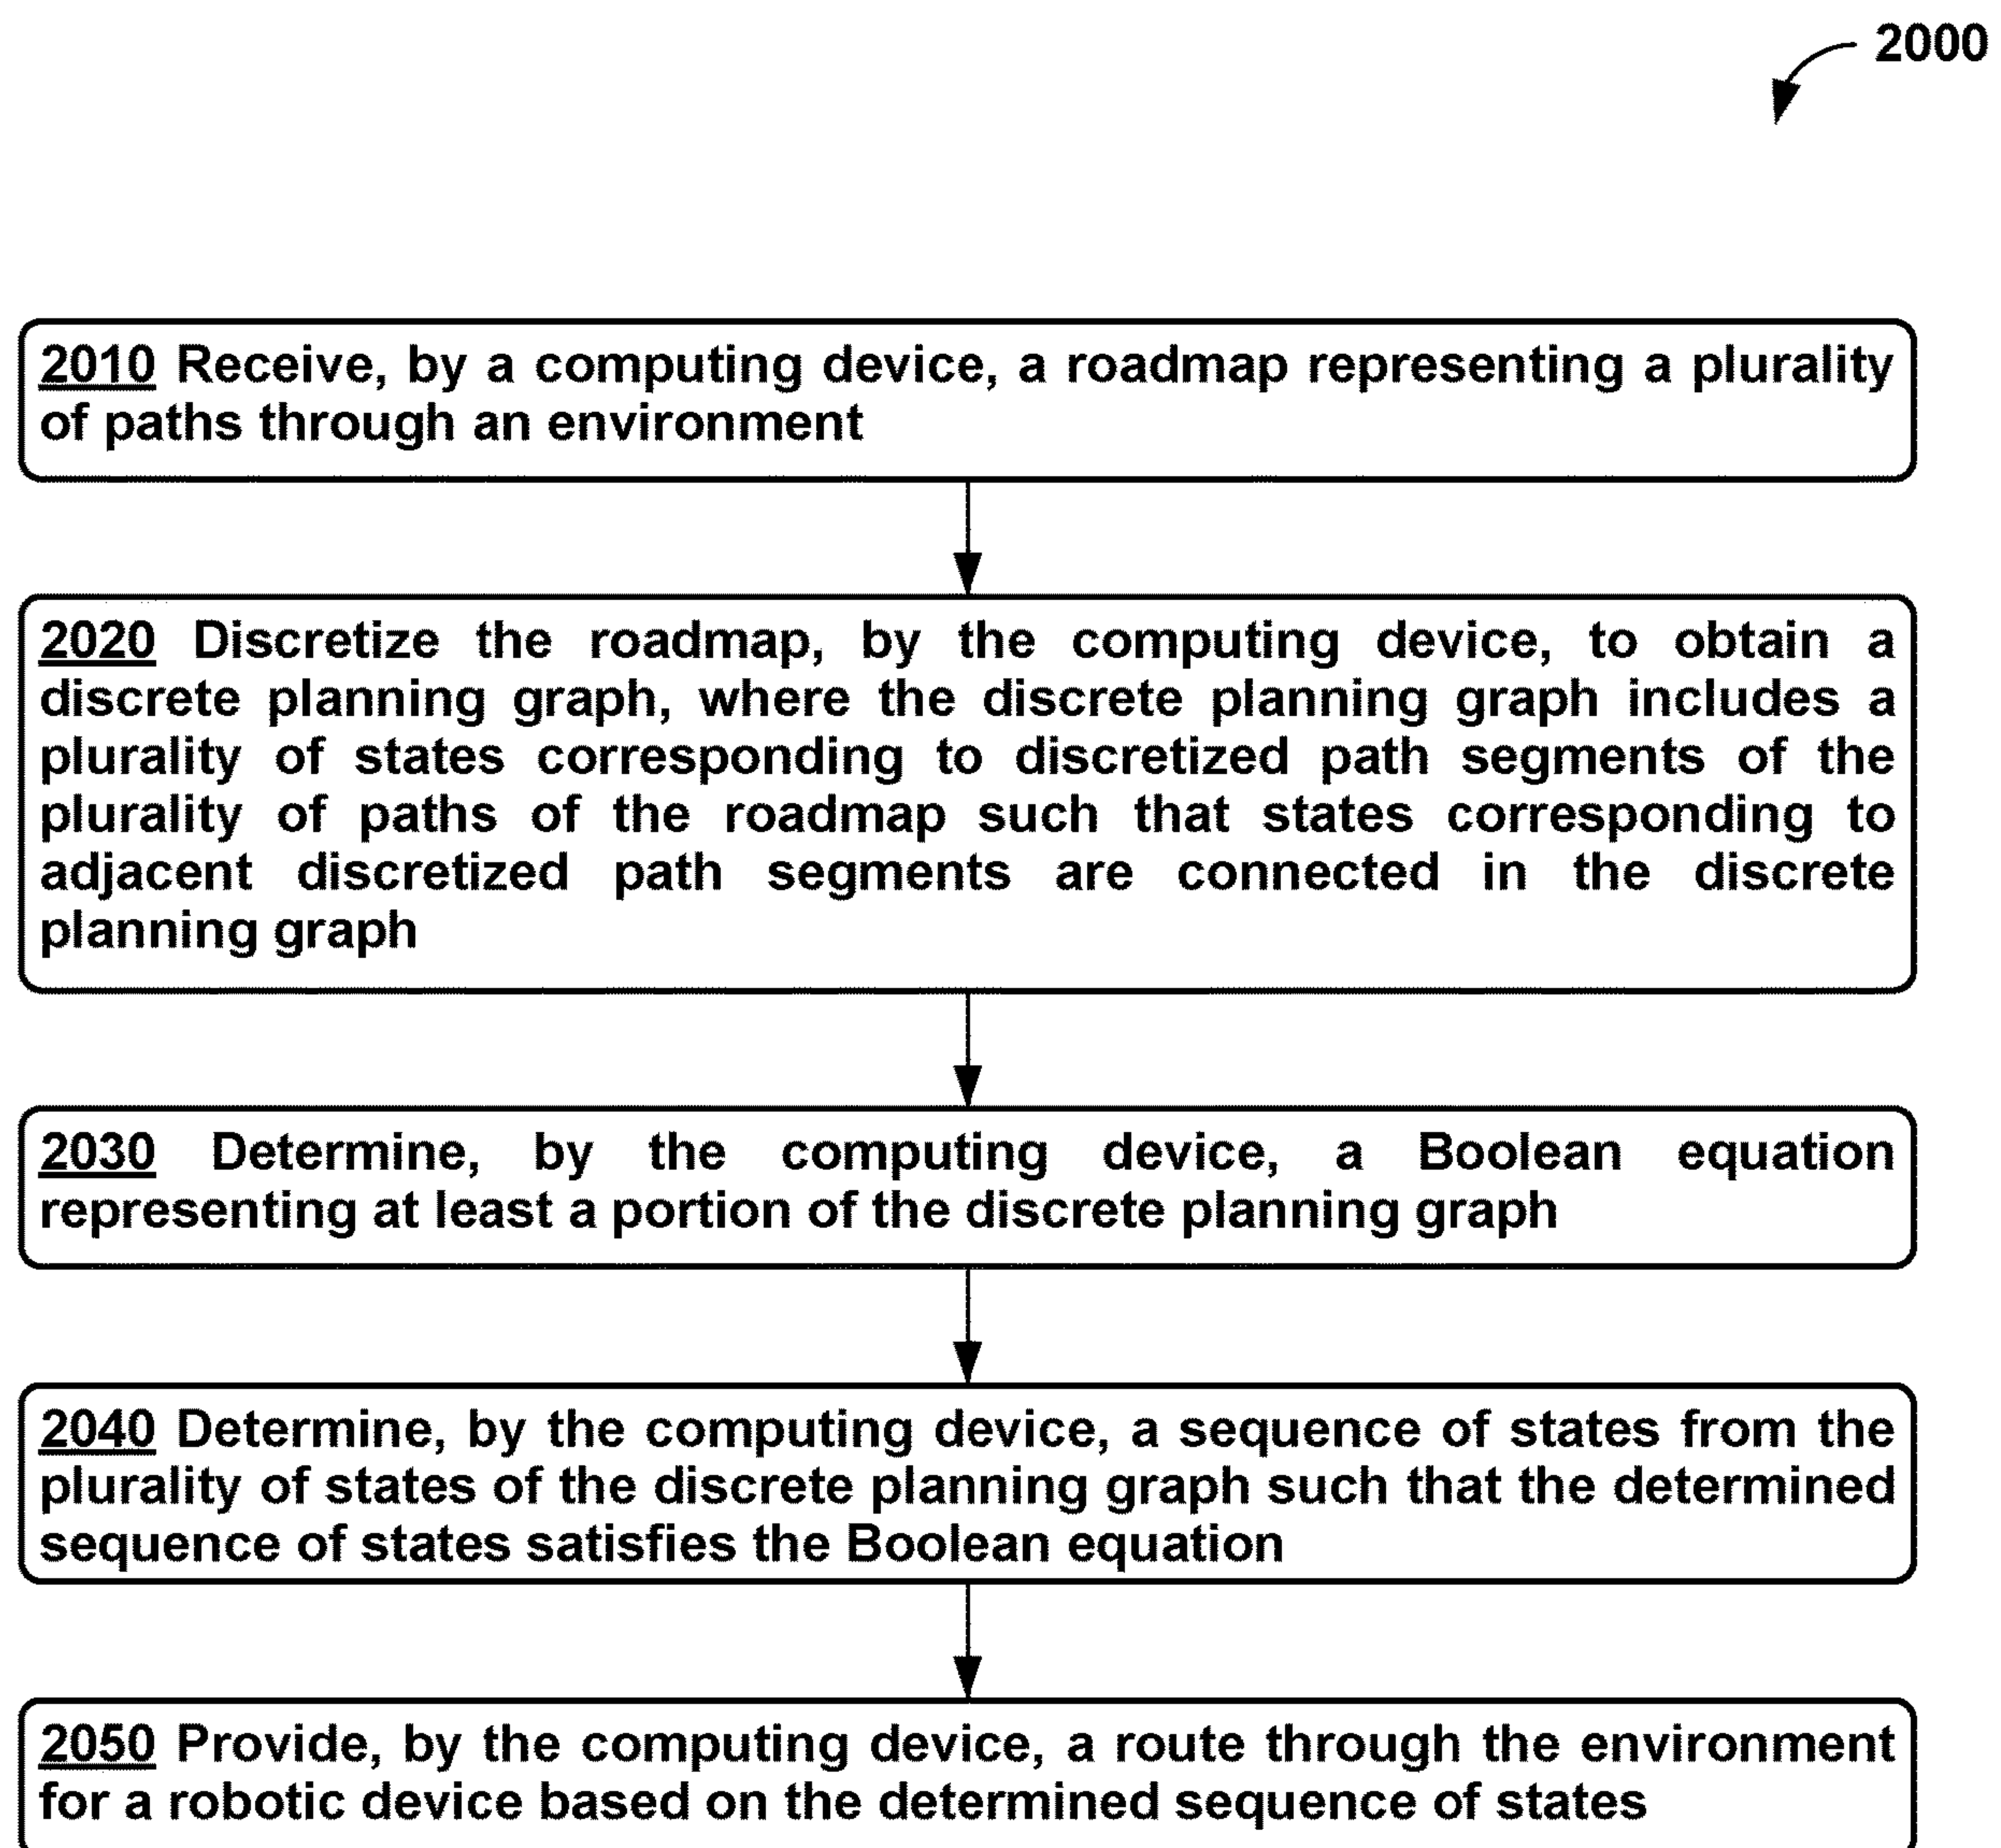 2000
2010 Receive, by a computing device, a roadmap representing a plurality
of paths through an environment
2020 Discretize the roadmap, by the computing device, to obtain a
discrete planning graph, where the discrete planning graph includes a
plurality of states corresponding to discretized path segments of the
plurality of paths of the roadmap such that states corresponding to
adjacent discretized path segments are connected in the discrete
planning graph
2030 Determine, by the computing device, a Boolean equation
representing at least a portion of the discrete planning graph
2040 Determine, by the computing device, a sequence of states from the
plurality of states of the discrete planning graph such that the determined
sequence of states satisfies the Boolean equation
2050 Provide, by the computing device, a route through the environment
for a robotic device based on the determined sequence of states